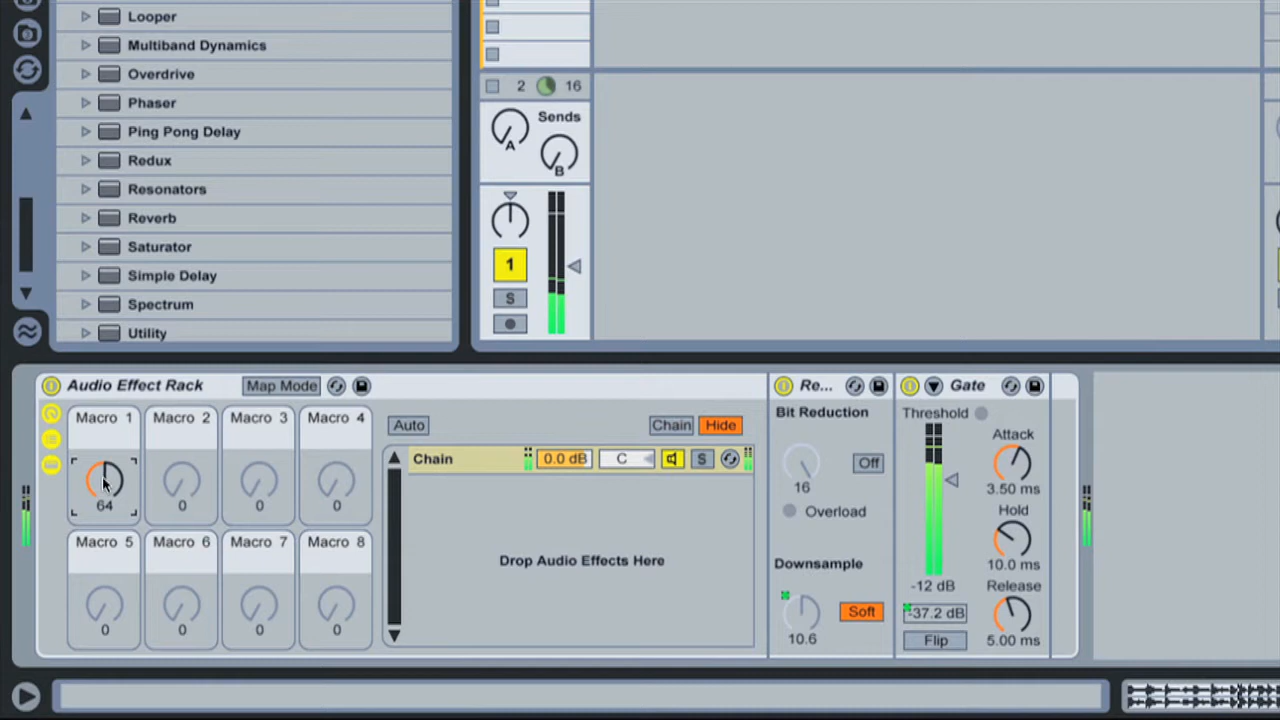 Looper
Multiband Dynamics
Overdrive
Phaser
Ping Pong Delay
Redux
Resonators
Reverb
Saturator
Simple Delay
Spectrum
Utility
2 16
Sends
A
B
1
S
Audio Effect Rack Map Mode
Macro 1 Macro 2 Macro 3 Macro 4
64 0 0 0
Macro 5 Macro 6 Macro 7 Macro 8
0 0 0 0
Auto Chain Hide
Chain 0.0 dB C S
Drop Audio Effects Here
Re...
Bit Reduction
16 Off
Overload
Downsample
10.6 Soft
Gate
Threshold
Attack
3.50 ms
Hold
10.0 ms
-12 dB
Release
-37.2 dB
Flip 5.00 ms